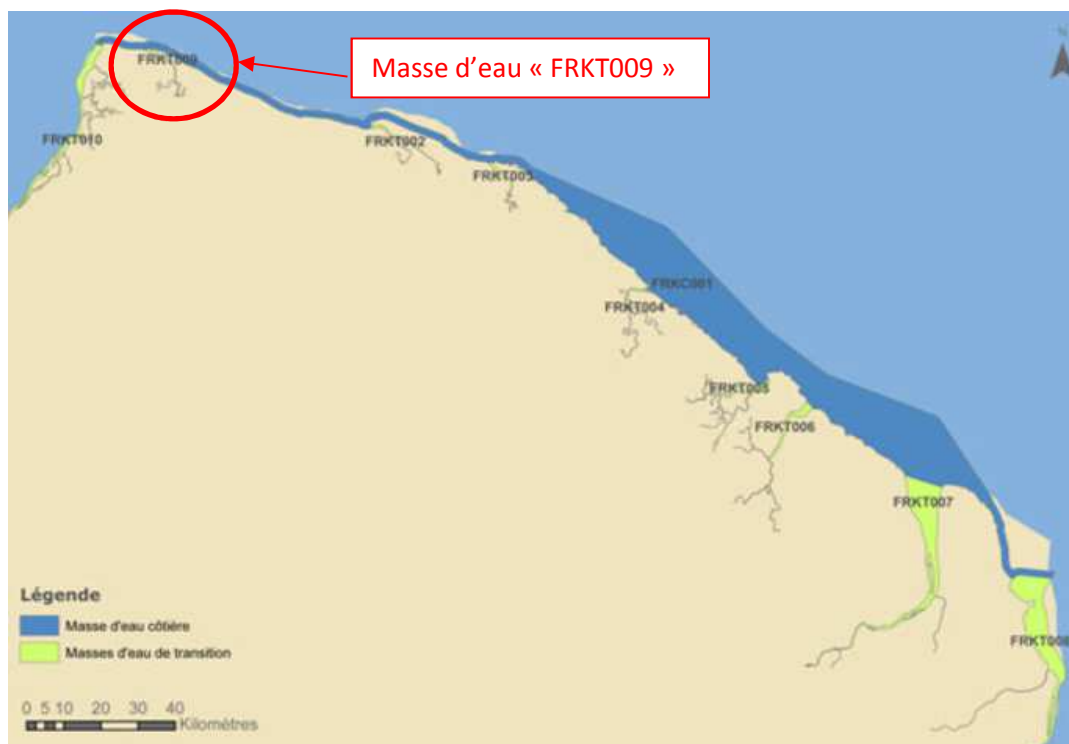 N
Masse d'eau « FRKT009 »
FRKT009
FRKT010
FRKT002
FRKT003
FRKC001
FRKT004
FRKT005
FRKT006
FRKT007
FRKT008
Légende
Masse d'eau côtière
Masses d'eau de transition
0 5 10 20 30 40
Kilomètres